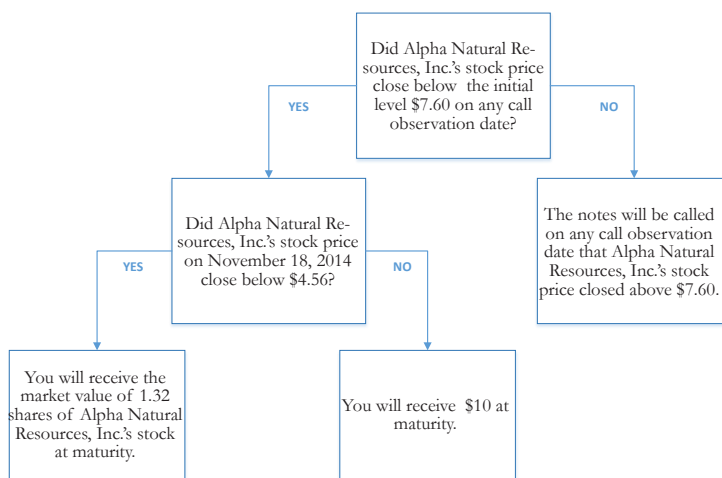 Did Alpha Natural Re-
sources, Inc.'s stock price
close below the initial
level $7.60 on any call
observation date?
YES
NO
Did Alpha Natural Re-
sources, Inc.'s stock price
on November 18, 2014
close below $4.56?
The notes will be called
on any call observation
date that Alpha Natural
Resources, Inc.'s stock
price closed above $7.60.
YES
NO
You will receive the
market value of 1.32
shares of Alpha Natural
Resources, Inc.'s stock
at maturity.
You will receive $10 at
maturity.